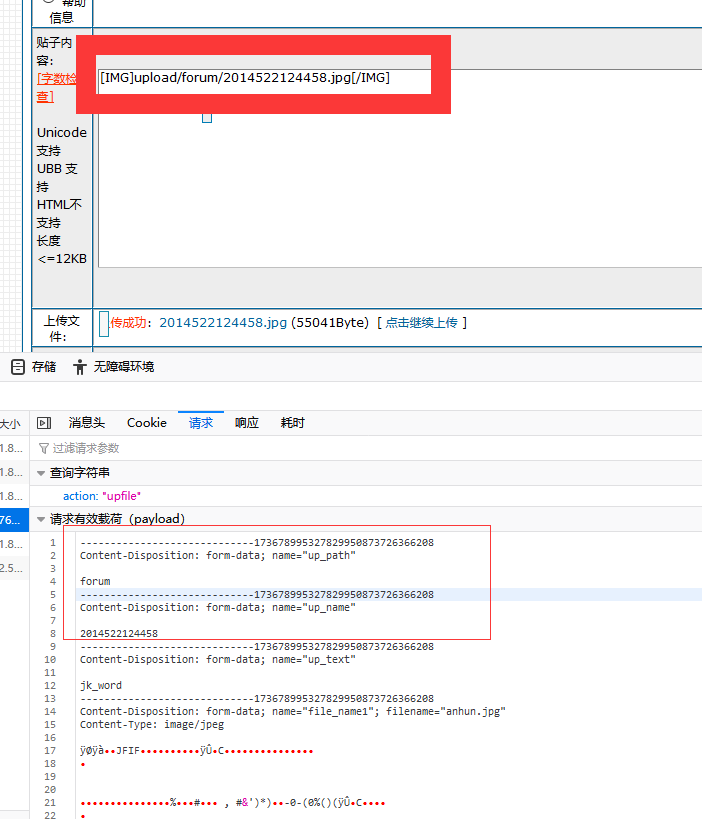 帮助
信息
贴子内
容:
[字数检
查]
[IMG]upload/forum/2014522124458.jpg[/IMG]
Unicode
支持
UBB 支
持
HTML不
支持
长度
<=12KB
上传文
件:
传成功: 2014522124458.jpg (55041Byte) [ 点击继续上传 ]
存储 无障碍环境
大小 消息头 Cookie 请求 响应 耗时
1.8... 过滤请求参数
1.8... 查询字符串
1.8... action: "upfile"
76... 请求有效载荷（payload）
1 -----------------------------173678995327829950873726366208
2 Content-Disposition: form-data; name="up_path"
3
4 forum
5 -----------------------------173678995327829950873726366208
6 Content-Disposition: form-data; name="up_name"
7
8 2014522124458
9 -----------------------------173678995327829950873726366208
10 Content-Disposition: form-data; name="up_text"
11
12 jk_word
13 -----------------------------173678995327829950873726366208
14 Content-Disposition: form-data; name="file_name1"; filename="anhun.jpg"
15 Content-Type: image/jpeg
16
17 ÿØÿà••JFIF••••••••••ÿÛ•C•••••••••••••••
18 •
19
20
21 •••••••••••••••%•••#••• , #&')*)••-0-(0%()(ÿÛ•C••••
22 •
1.8...
2.5...